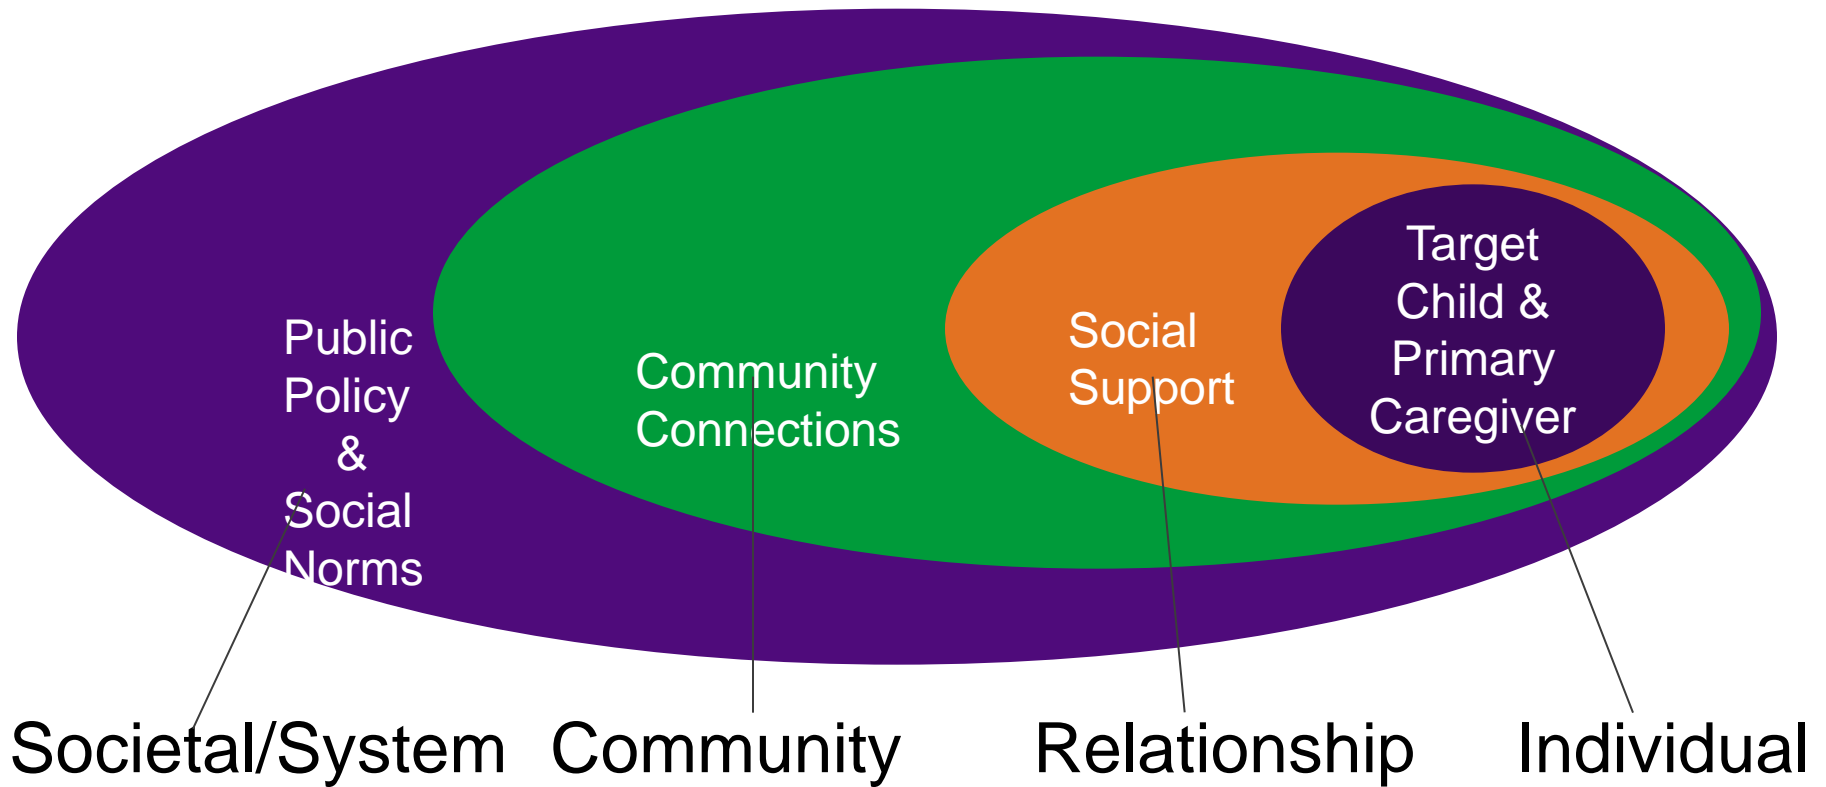 Public
Policy
&
Social
Norms
Community
Connections
Social
Support
Target
Child &
Primary
Caregiver
Societal/System
Community
Relationship
Individual